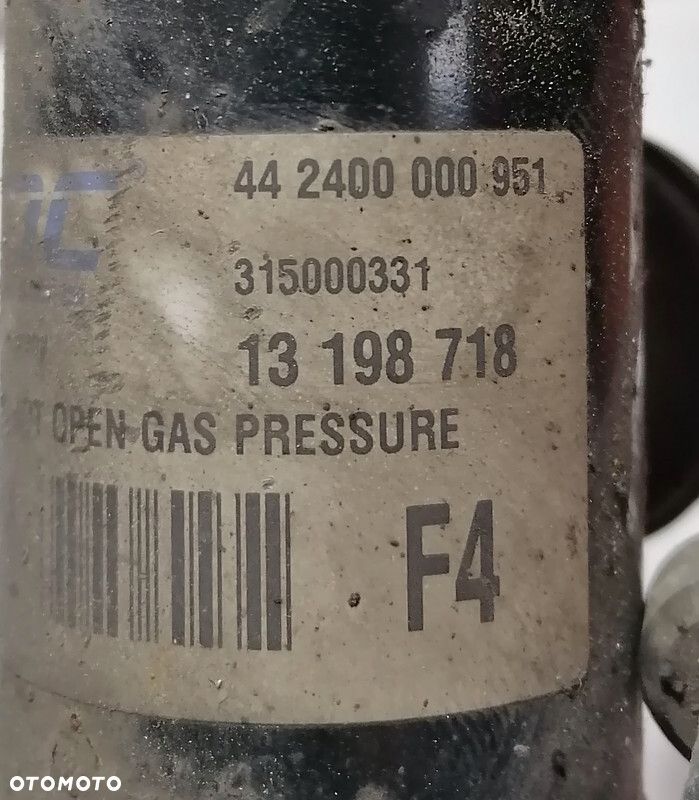 44 2400 000 951
315000331
13 198 718
OPEN GAS PRESSURE
F4
OTOMOTO